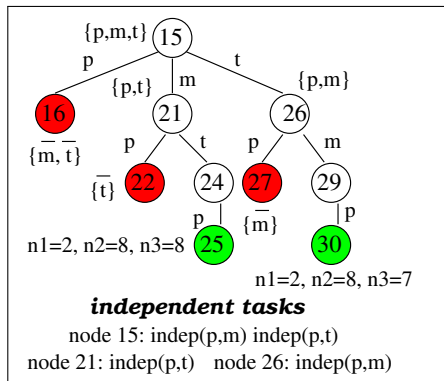 {p,m,t} 15
p m t
{p,t} {p,m}
16 21 26
{m̅, t̅} p t p m
{t̅} 22 24 27 29
p {m̅} p
n1=2, n2=8, n3=8 25 30
n1=2, n2=8, n3=7
independent tasks
node 15: indep(p,m) indep(p,t)
node 21: indep(p,t) node 26: indep(p,m)